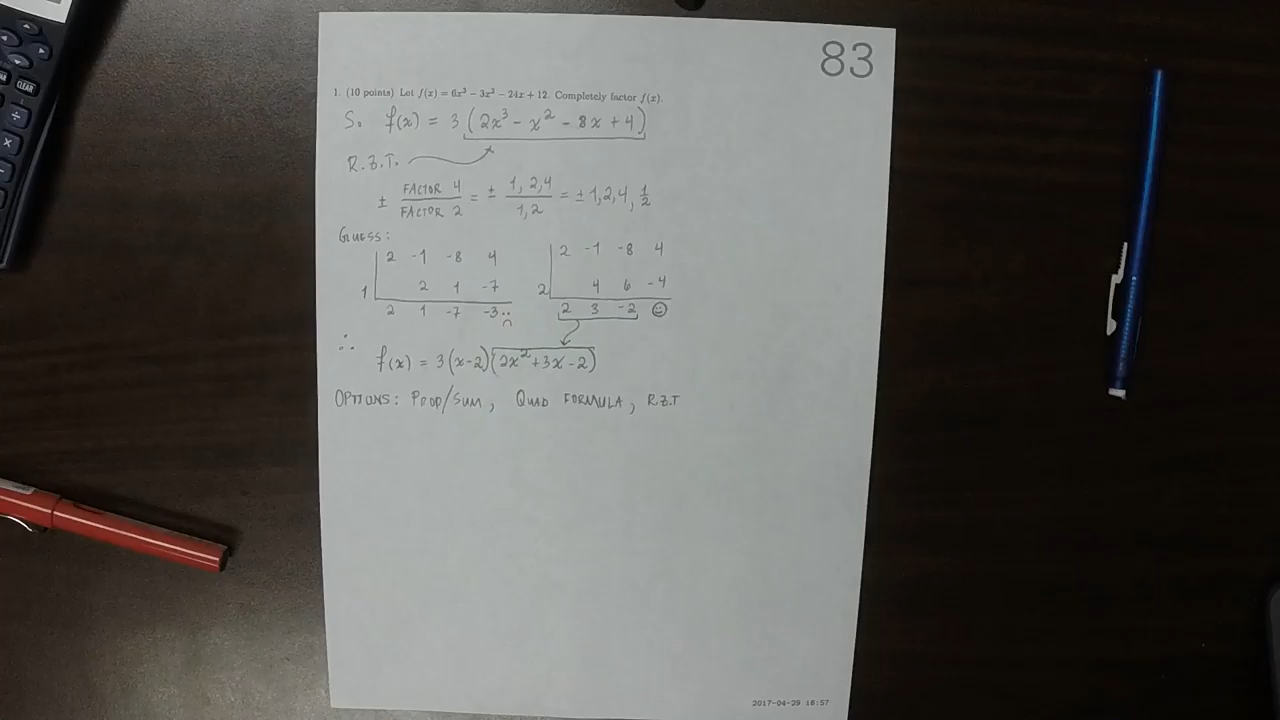 83
1. (10 points) Let f(x) = 6x³ − 3x² − 24x + 12. Completely factor f(x).
S. f(x) = 3 (2x³ − x² − 8x + 4)
R.Z.T.
± FACTOR 4 / FACTOR 2 = ± 1, 2, 4 / 1, 2 = ± 1, 2, 4, 1/2
GUESS:
2 -1 -8 4 2 -1 -8 4
1 2 1 -7 2 4 6 -4
2 1 -7 -3 2 3 -2 ☺
∴ f(x) = 3(x-2)(2x²+3x-2)
OPTIONS: PROD/SUM, QUAD FORMULA, R.Z.T
2017-04-29 16:57
CLEAR
÷
×